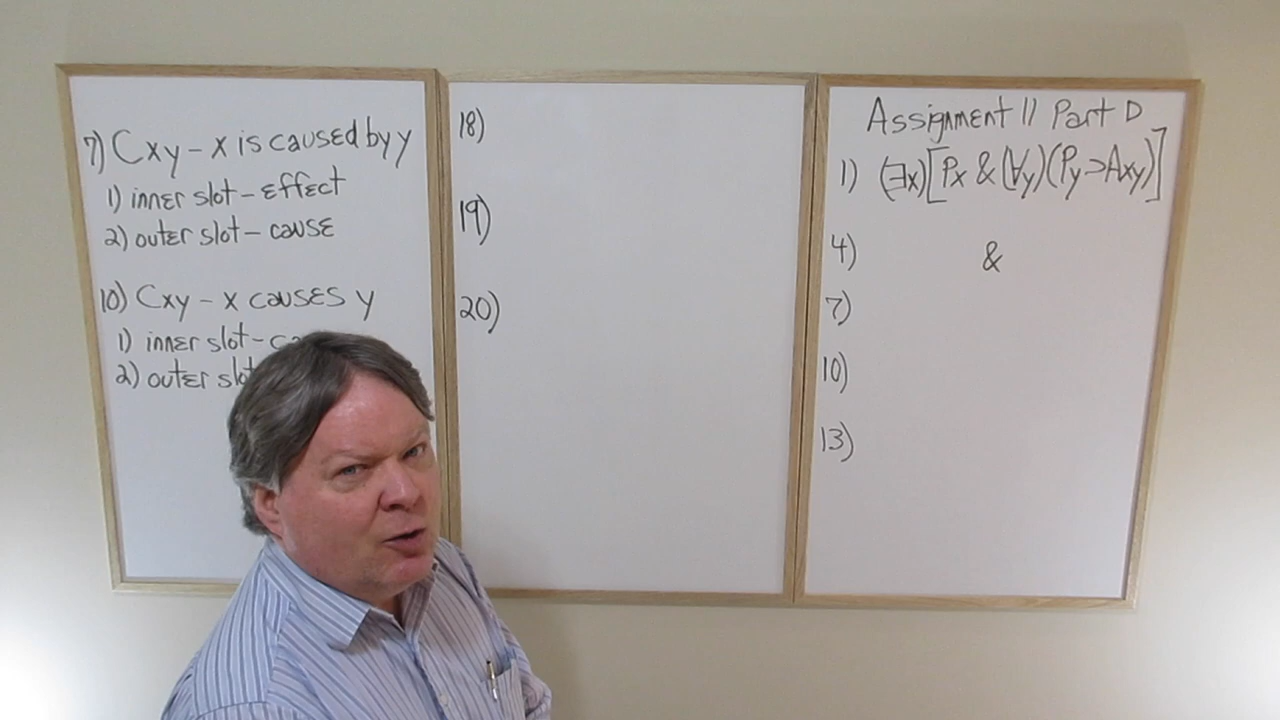 7) Cxy – x is caused by y
1) inner slot – effect
2) outer slot – cause
10) Cxy – x causes y
1) inner slot –
2) outer slot
18)
19)
20)
Assignment 11 Part D
1) (∃x)[Px & (∀y)(Py⊃Axy)]
4) &
7)
10)
13)